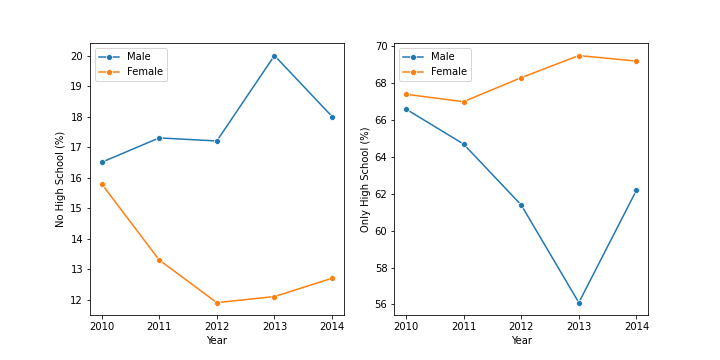 Male
Female
20
19
18
17
16
15
14
13
12
No High School (%)
2010 2011 2012 2013 2014
Year
Male
Female
70
68
66
64
62
60
58
56
Only High School (%)
2010 2011 2012 2013 2014
Year